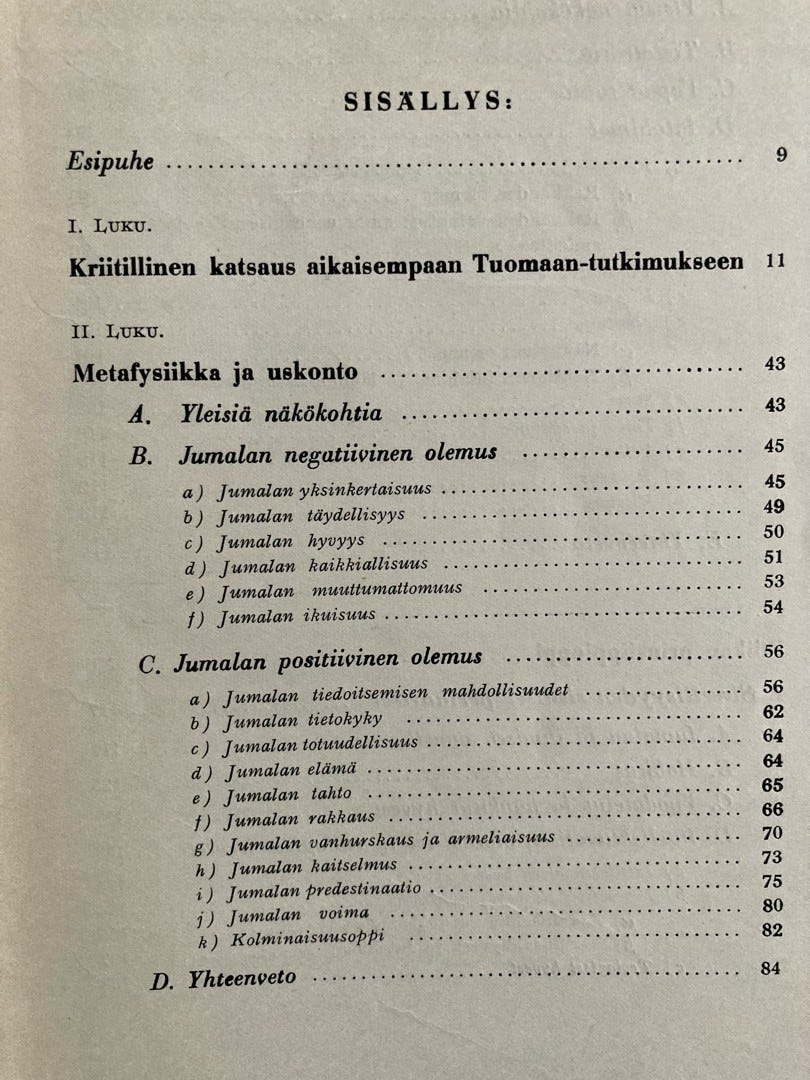 SISÄLLYS:
Esipuhe ........................................ 9
I. LUKU.
Kriitillinen katsaus aikaisempaan Tuomaan-tutkimukseen 11
II. LUKU.
Metafysiikka ja uskonto .................................. 43
A. Yleisiä näkökohtia ................................ 43
B. Jumalan negatiivinen olemus .................... 45
a) Jumalan yksinkertaisuus ........................... 45
b) Jumalan täydellisyys ............................ 49
c) Jumalan hyvyys ................................ 50
d) Jumalan kaikkiallisuus ........................... 51
e) Jumalan muuttumattomuus ....................... 53
f) Jumalan ikuisuus ................................ 54
C. Jumalan positiivinen olemus ...................... 56
a) Jumalan tiedoitsemisen mahdollisuudet .............. 56
b) Jumalan tietokyky .............................. 62
c) Jumalan totuudellisuus ............................ 64
d) Jumalan elämä ................................. 64
e) Jumalan tahto .................................. 65
f) Jumalan rakkaus ................................ 66
g) Jumalan vanhurskaus ja armeliaisuus ............... 70
h) Jumalan kaitselmus .............................. 73
i) Jumalan predestinaatio ............................ 75
j) Jumalan voima ................................ 80
k) Kolminaisuusoppi .............................. 82
D. Yhteenveto ........................................ 84